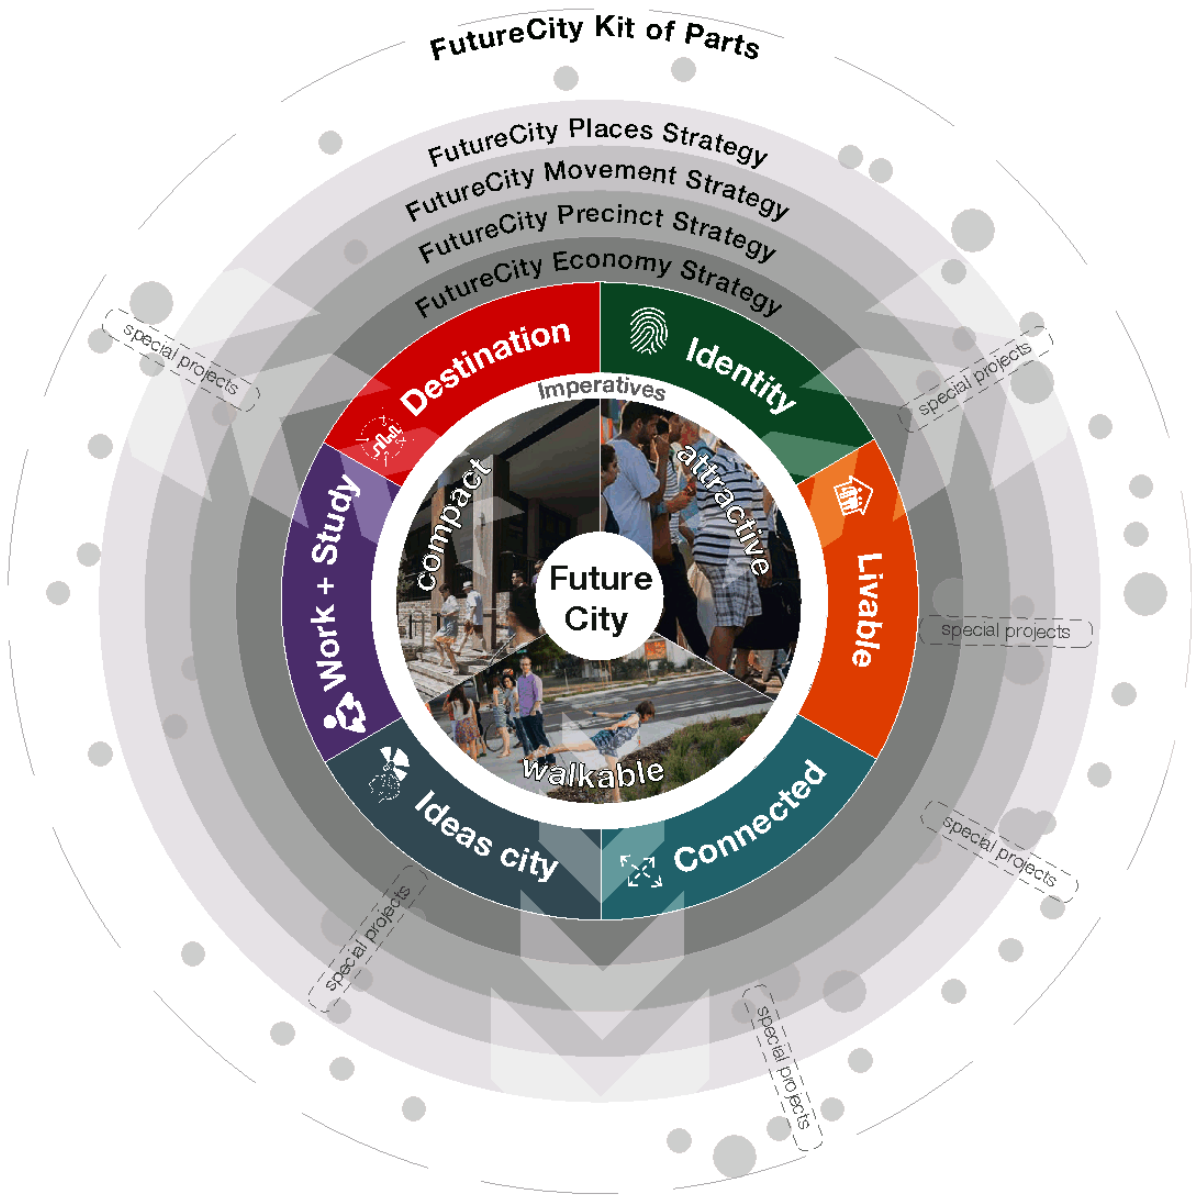 FutureCity Kit of Parts
FutureCity Places Strategy
FutureCity Movement Strategy
FutureCity Precinct Strategy
FutureCity Economy Strategy
Destination
Identity
Imperatives
special projects
special projects
compact
attractive
Work + Study
Livable
Future
City
special projects
walkable
Ideas city
Connected
special projects
special projects
special projects